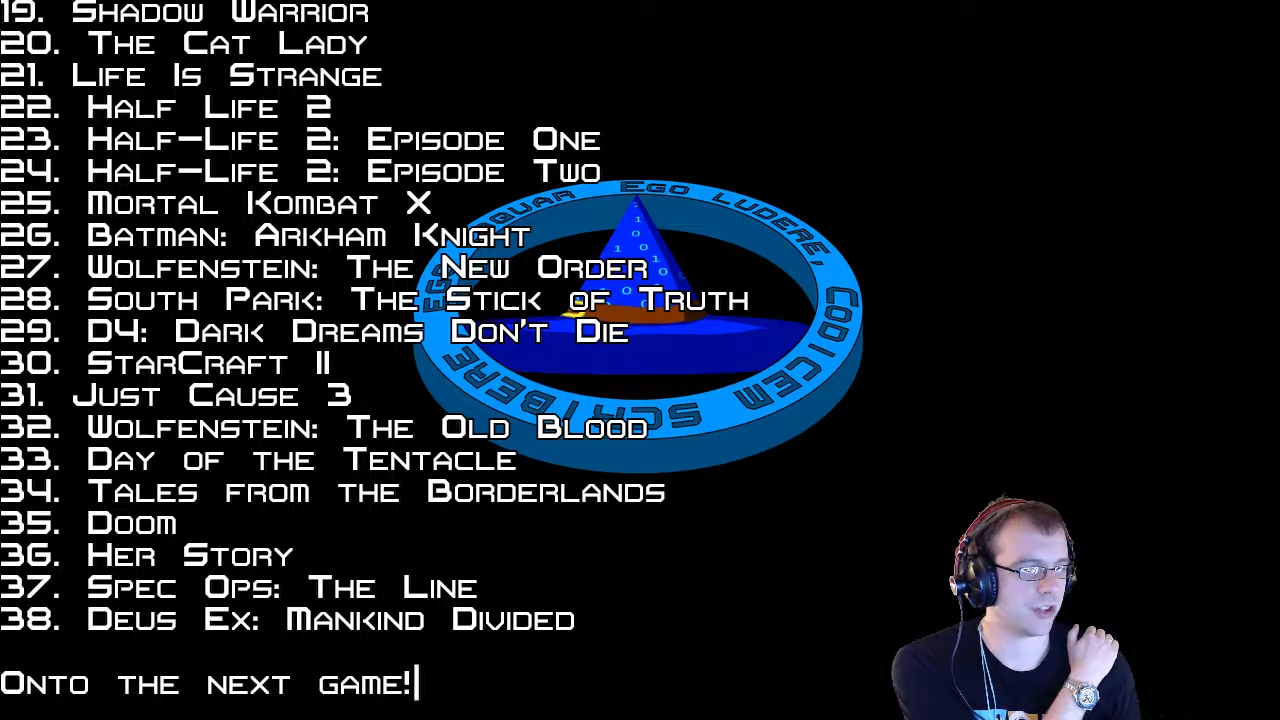 19. Shadow Warrior
20. The Cat Lady
21. Life Is Strange
22. Half Life 2
23. Half-Life 2: Episode One
24. Half-Life 2: Episode Two
25. Mortal Kombat X
26. Batman: Arkham Knight
27. Wolfenstein: The New Order
28. South Park: The Stick of Truth
29. D4: Dark Dreams Don't Die
30. StarCraft II
31. Just Cause 3
32. Wolfenstein: The Old Blood
33. Day of the Tentacle
34. Tales from the Borderlands
35. Doom
36. Her Story
37. Spec Ops: The Line
38. Deus Ex: Mankind Divided
Onto the next game!
Ego ludere, codicem scribere